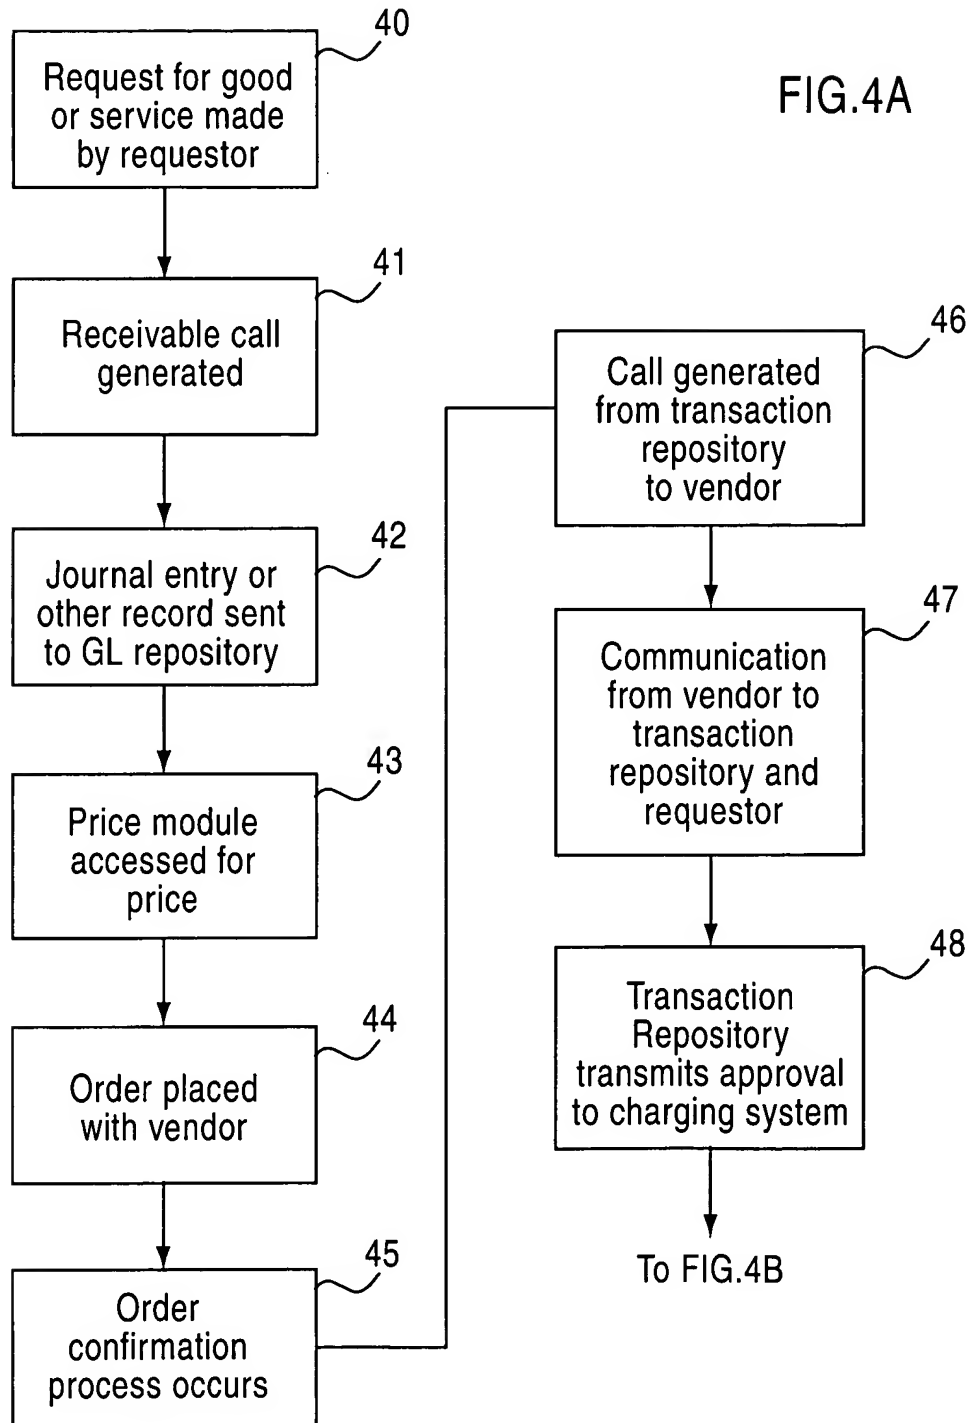 FIG.4A
40
Request for good
or service made
by requestor
41
Receivable call
generated
42
Journal entry or
other record sent
to GL repository
43
Price module
accessed for
price
44
Order placed
with vendor
45
Order
confirmation
process occurs
46
Call generated
from transaction
repository
to vendor
47
Communication
from vendor to
transaction
repository and
requestor
48
Transaction
Repository
transmits approval
to charging system
To FIG.4B